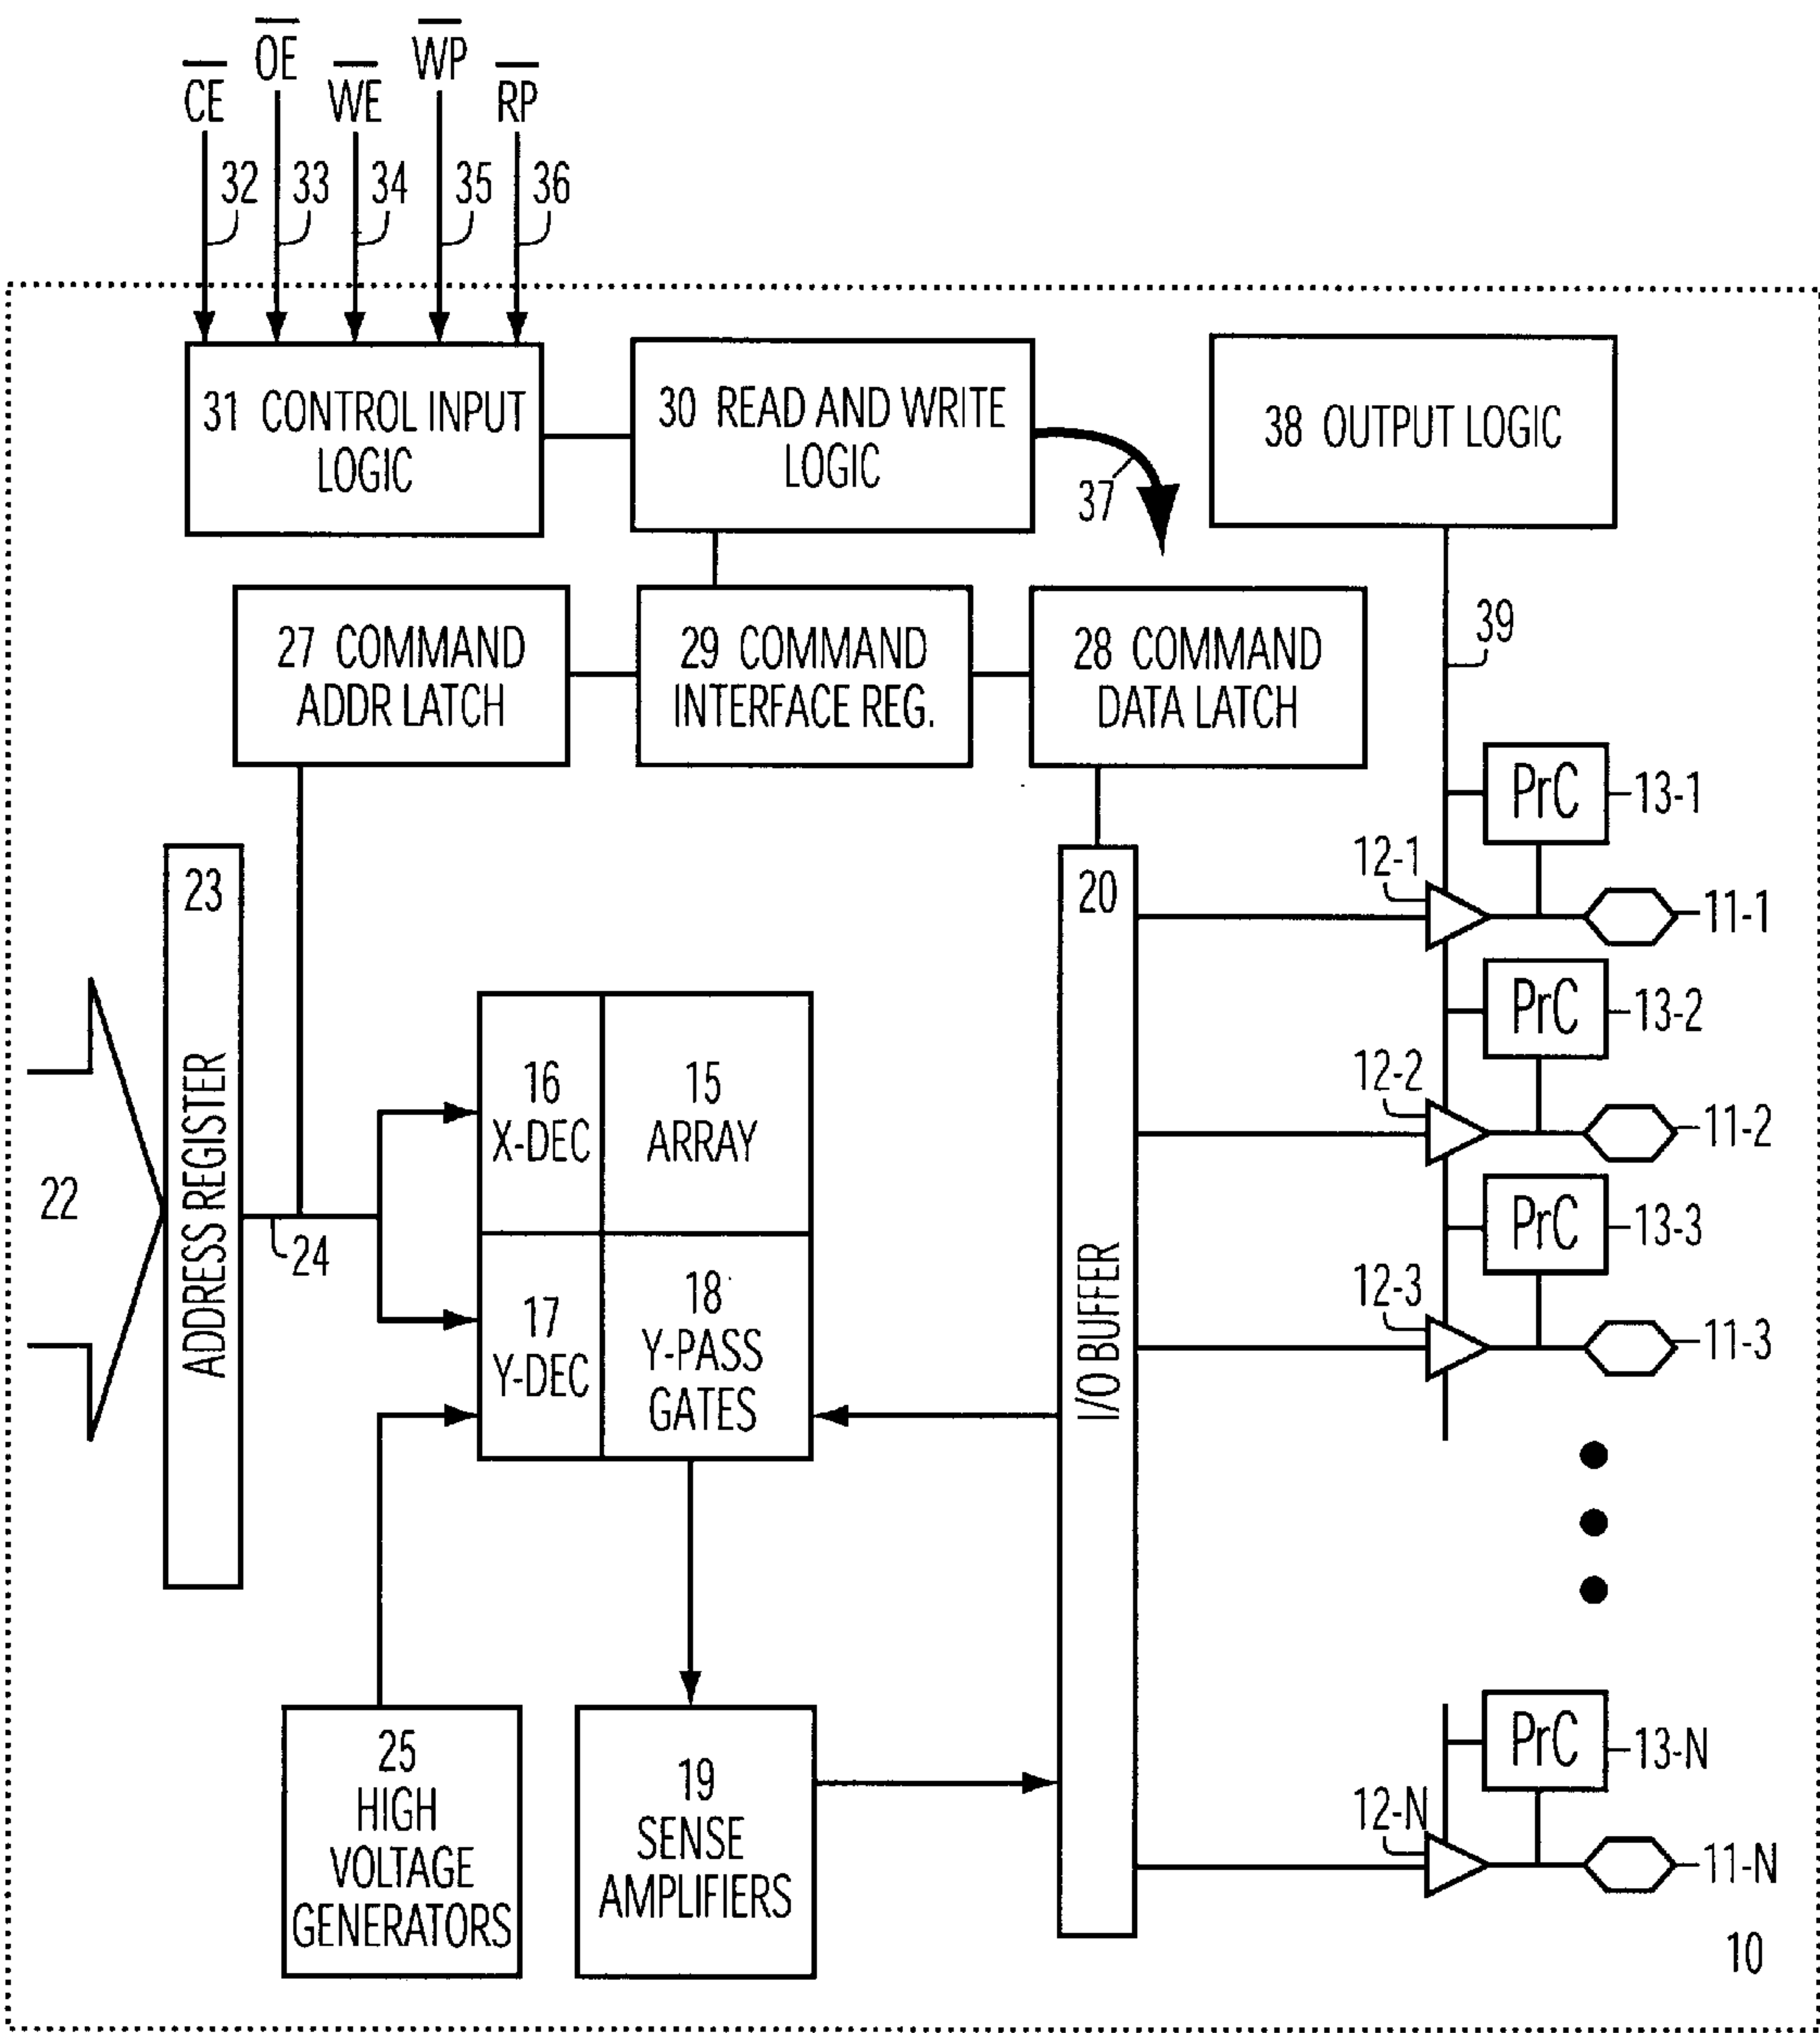 CE
OE
WE
WP
RP
32
33
34
35
36
31 CONTROL INPUT
LOGIC
30 READ AND WRITE
LOGIC
37
38 OUTPUT LOGIC
27 COMMAND
ADDR LATCH
29 COMMAND
INTERFACE REG.
28 COMMAND
DATA LATCH
39
PrC
13-1
12-1
11-1
23
ADDRESS REGISTER
22
24
16
X-DEC
15
ARRAY
17
Y-DEC
18
Y-PASS
GATES
20
I/O BUFFER
PrC
13-2
12-2
11-2
PrC
13-3
12-3
11-3
25
HIGH
VOLTAGE
GENERATORS
19
SENSE
AMPLIFIERS
PrC
13-N
12-N
11-N
10